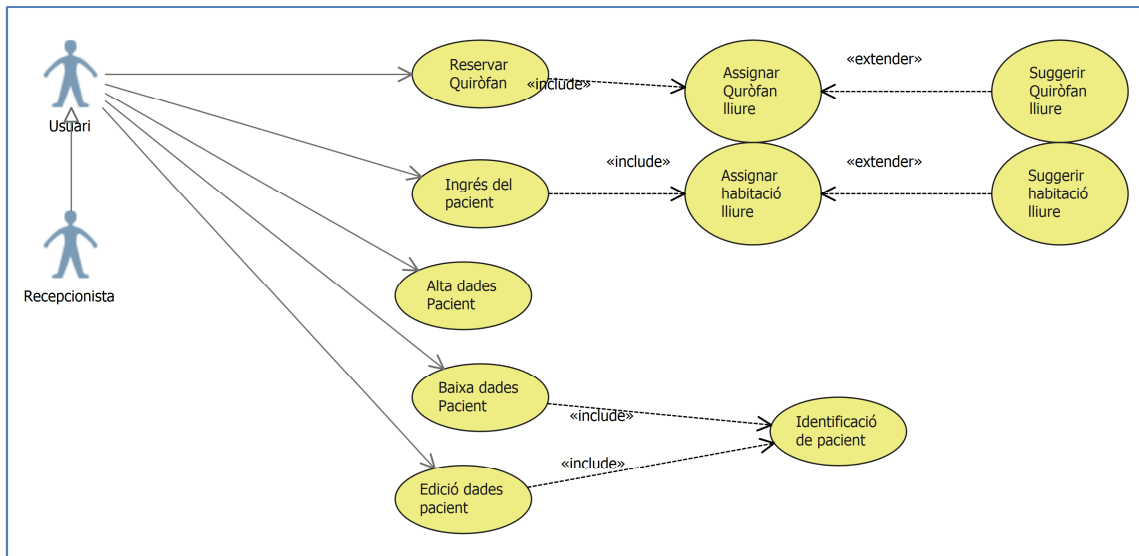 Usuari
Recepcionista
Reservar
Quiròfan
«include»
Assignar
Quròfan
lliure
«extender»
Suggerir
Quiròfan
lliure
Ingrés del
pacient
«include»
Assignar
habitació
lliure
«extender»
Suggerir
habitació
lliure
Alta dades
Pacient
Baixa dades
Pacient
«include»
Identificació
de pacient
Edició dades
pacient
«include»